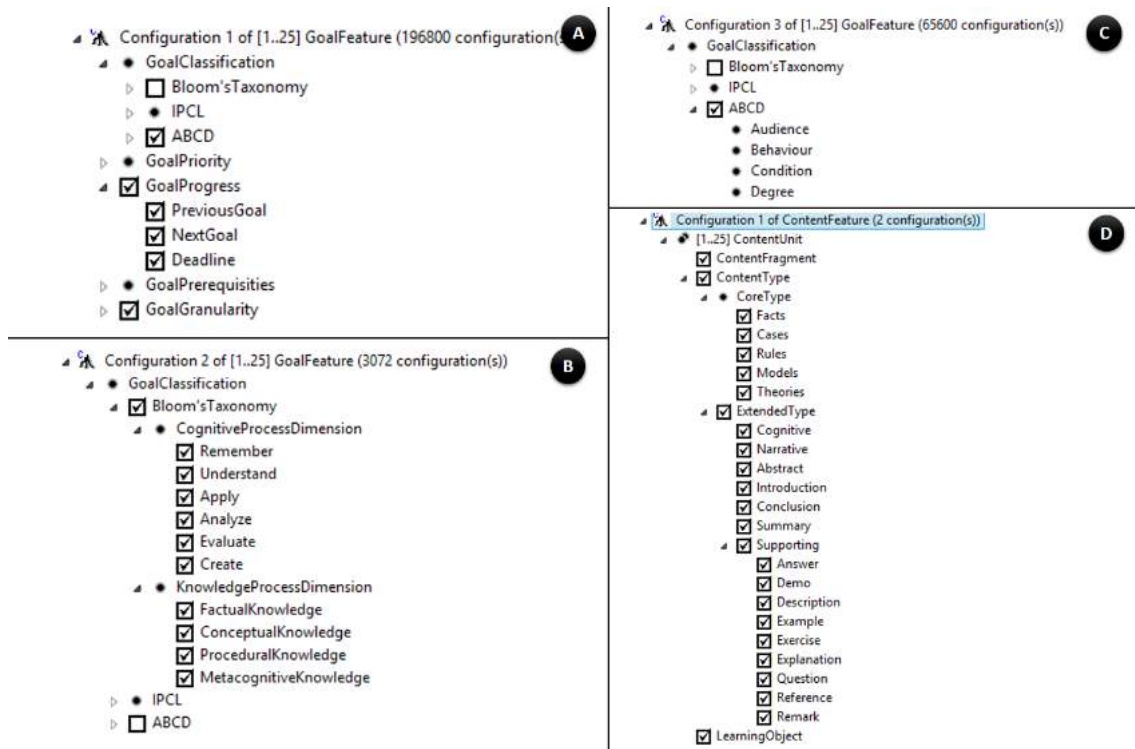 Configuration 1 of [1..25] GoalFeature (196800 configuration(s
A
GoalClassification
Bloom'sTaxonomy
IPCL
ABCD
GoalPriority
GoalProgress
PreviousGoal
NextGoal
Deadline
GoalPrerequisities
GoalGranularity
Configuration 2 of [1..25] GoalFeature (3072 configuration(s))
B
GoalClassification
Bloom'sTaxonomy
CognitiveProcessDimension
Remember
Understand
Apply
Analyze
Evaluate
Create
KnowledgeProcessDimension
FactualKnowledge
ConceptualKnowledge
ProceduralKnowledge
MetacognitiveKnowledge
IPCL
ABCD
Configuration 3 of [1..25] GoalFeature (65600 configuration(s))
C
GoalClassification
Bloom'sTaxonomy
IPCL
ABCD
Audience
Behaviour
Condition
Degree
Configuration 1 of ContentFeature (2 configuration(s))
D
[1..25] ContentUnit
ContentFragment
ContentType
CoreType
Facts
Cases
Rules
Models
Theories
ExtendedType
Cognitive
Narrative
Abstract
Introduction
Conclusion
Summary
Supporting
Answer
Demo
Description
Example
Exercise
Explanation
Question
Reference
Remark
LearningObject